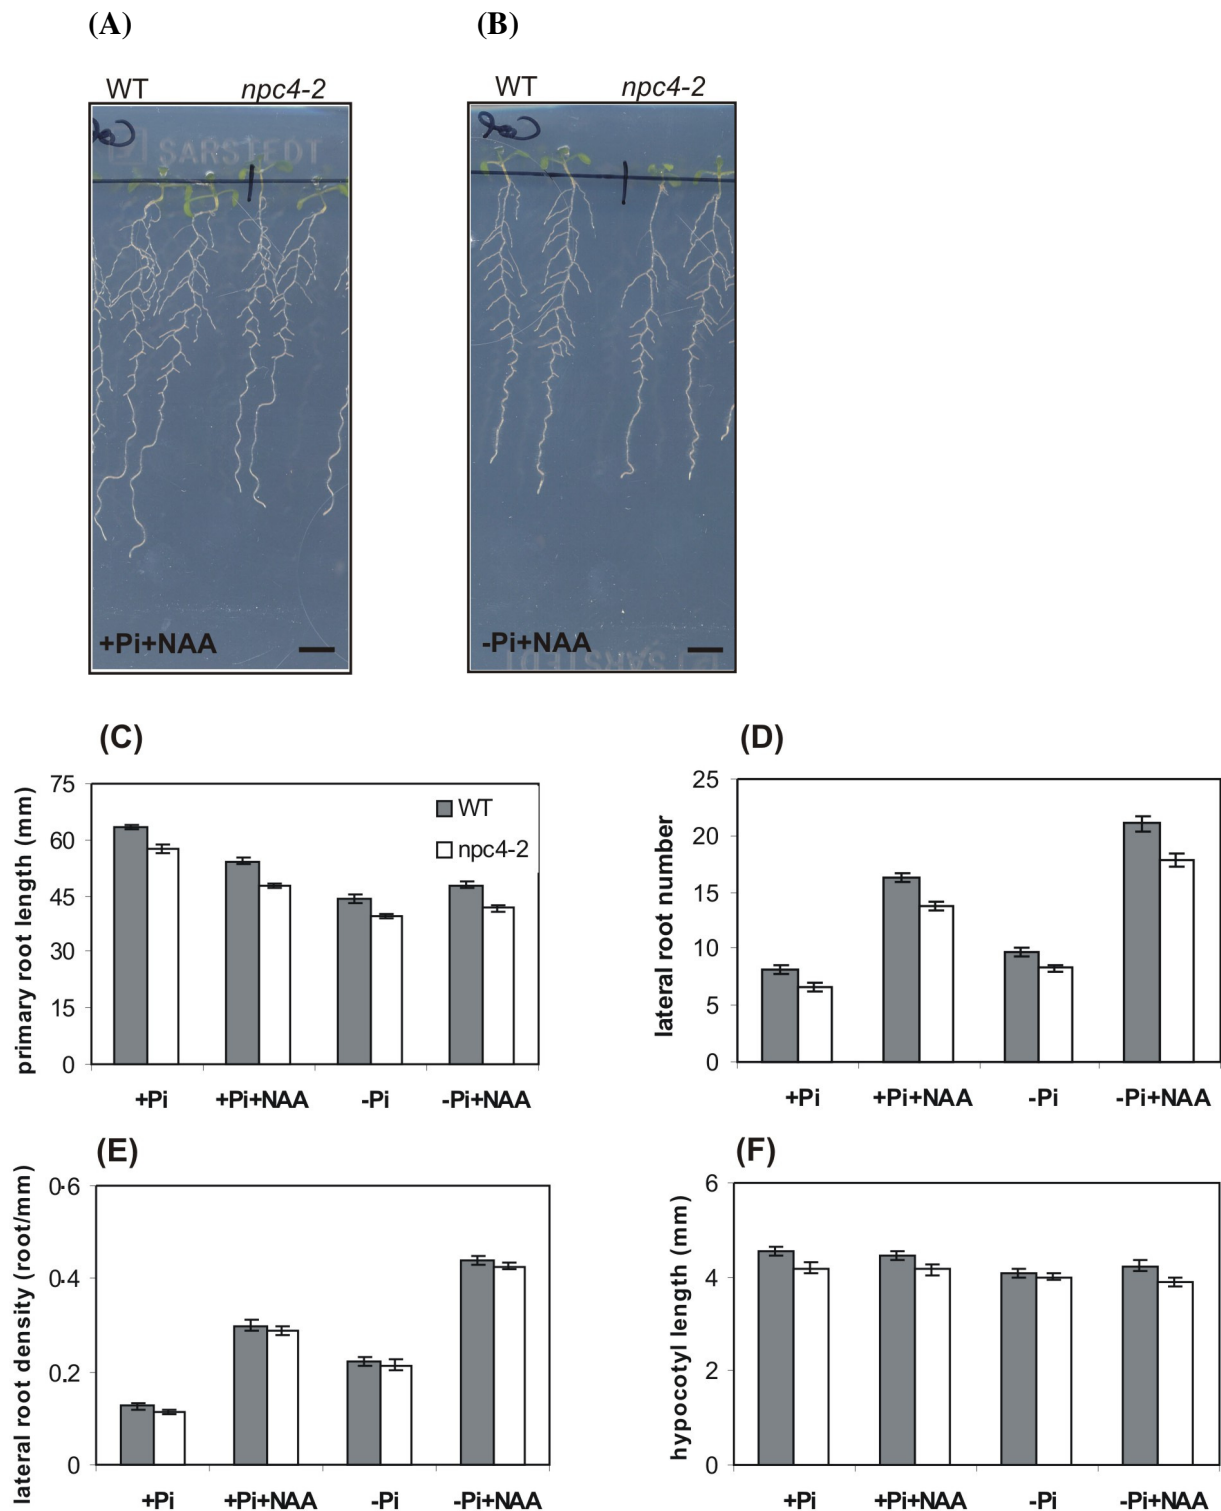 (A) (B)
WT npc4-2 WT npc4-2
SARSTEDT
+Pi+NAA -Pi+NAA
SARSTEDT
(C)
primary root length (mm)
75
60
45
30
15
0
WT
npc4-2
+Pi +Pi+NAA -Pi -Pi+NAA
(D)
lateral root number
25
20
15
10
5
0
+Pi +Pi+NAA -Pi -Pi+NAA
(E)
lateral root density (root/mm)
0·6
0·4
0·2
0
+Pi +Pi+NAA -Pi -Pi+NAA
(F)
hypocotyl length (mm)
6
4
2
0
+Pi +Pi+NAA -Pi -Pi+NAA